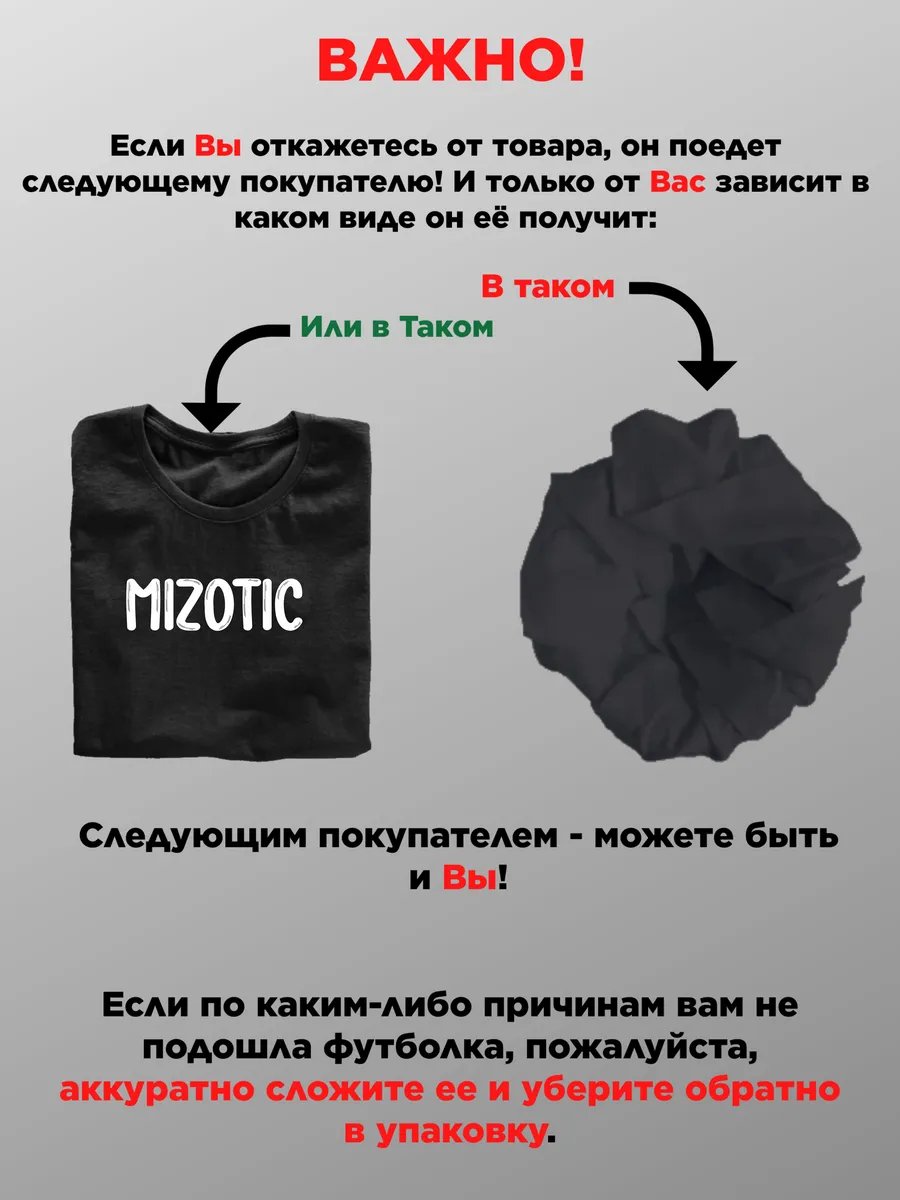 ВАЖНО!
Если Вы откажетесь от товара, он поедет
следующему покупателю! И только от Вас зависит в
каком виде он её получит:
В таком
Или в Таком
MIZOTIC
Следующим покупателем - можете быть
и Вы!
Если по каким-либо причинам вам не
подошла футболка, пожалуйста,
аккуратно сложите ее и уберите обратно
в упаковку.